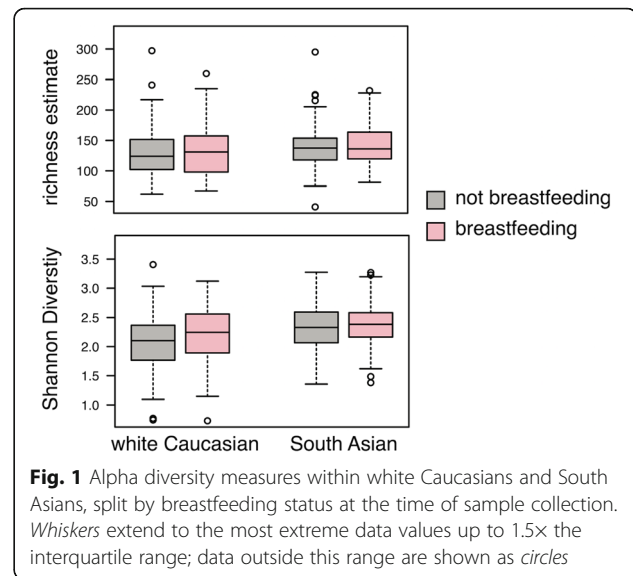 richness estimate
300
250
200
150
100
50
not breastfeeding
breastfeeding
Shannon Diverstiy
3.5
3.0
2.5
2.0
1.5
1.0
white Caucasian
South Asian
Fig. 1 Alpha diversity measures within white Caucasians and South
Asians, split by breastfeeding status at the time of sample collection.
Whiskers extend to the most extreme data values up to 1.5× the
interquartile range; data outside this range are shown as circles